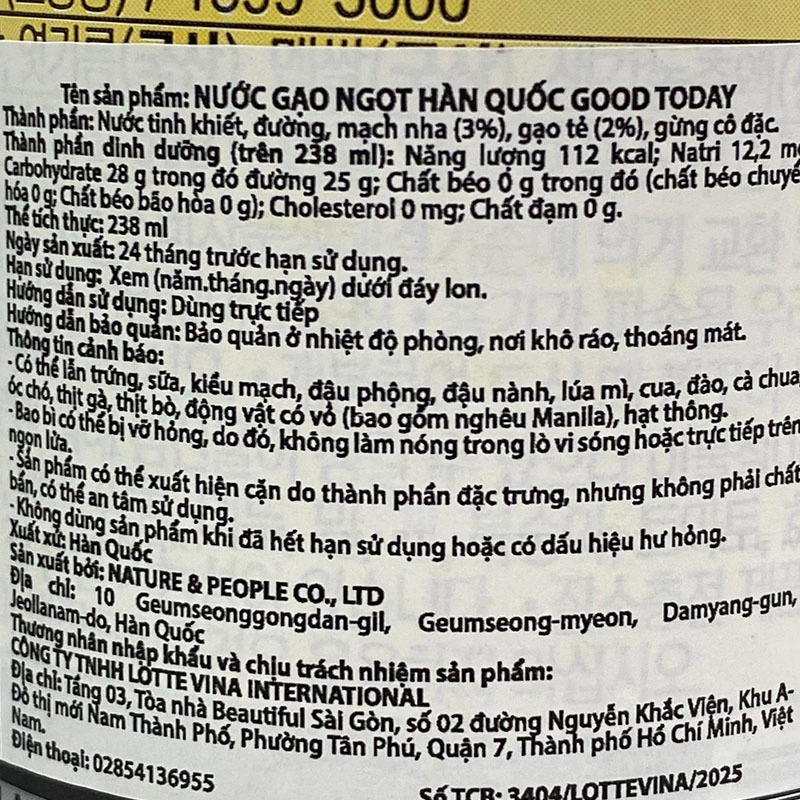 Tên sản phẩm: NƯỚC GẠO NGỌT HÀN QUỐC GOOD TODAY
Thành phần: Nước tinh khiết, đường, mạch nha (3%), gạo tẻ (2%), gừng cô đặc.
Thành phần dinh dưỡng (trên 238 ml): Năng lượng 112 kcal; Natri 12,2 mg
Carbohydrate 28 g trong đó đường 25 g; Chất béo 0 g trong đó (chất béo chuyể
hóa 0 g; Chất béo bão hòa 0 g); Cholesterol 0 mg; Chất đạm 0 g.
Thể tích thực: 238 ml
Ngày sản xuất: 24 tháng trước hạn sử dụng.
Hạn sử dụng: Xem (năm.tháng.ngày) dưới đáy lon.
Hướng dẫn sử dụng: Dùng trực tiếp
Hướng dẫn bảo quản: Bảo quản ở nhiệt độ phòng, nơi khô ráo, thoáng mát.
Thông tin cảnh báo:
- Có thể lẫn trứng, sữa, kiều mạch, đậu phộng, đậu nành, lúa mì, cua, đào, cà chua,
óc chó, thịt gà, thịt bò, động vật có vỏ (bao gồm nghêu Manila), hạt thông.
- Bao bì có thể bị vỡ hỏng, do đó, không làm nóng trong lò vi sóng hoặc trực tiếp trên
ngọn lửa.
- Sản phẩm có thể xuất hiện cặn do thành phần đặc trưng, nhưng không phải chất
bẩn, có thể an tâm sử dụng.
- Không dùng sản phẩm khi đã hết hạn sử dụng hoặc có dấu hiệu hư hỏng.
Xuất xứ: Hàn Quốc
Sản xuất bởi: NATURE & PEOPLE CO., LTD
Địa chỉ: 10 Geumseonggongdan-gil, Geumseong-myeon, Damyang-gun,
Jeollanam-do, Hàn Quốc
Thương nhân nhập khẩu và chịu trách nhiệm sản phẩm:
CÔNG TY TNHH LOTTE VINA INTERNATIONAL
Địa chỉ: Tầng 03, Tòa nhà Beautiful Sài Gòn, số 02 đường Nguyễn Khắc Viện, Khu A-
Đô thị mới Nam Thành Phố, Phường Tân Phú, Quận 7, Thành phố Hồ Chí Minh, Việt
Nam.
Điện thoại: 02854136955
Số TCB: 3404/LOTTEVINA/2025